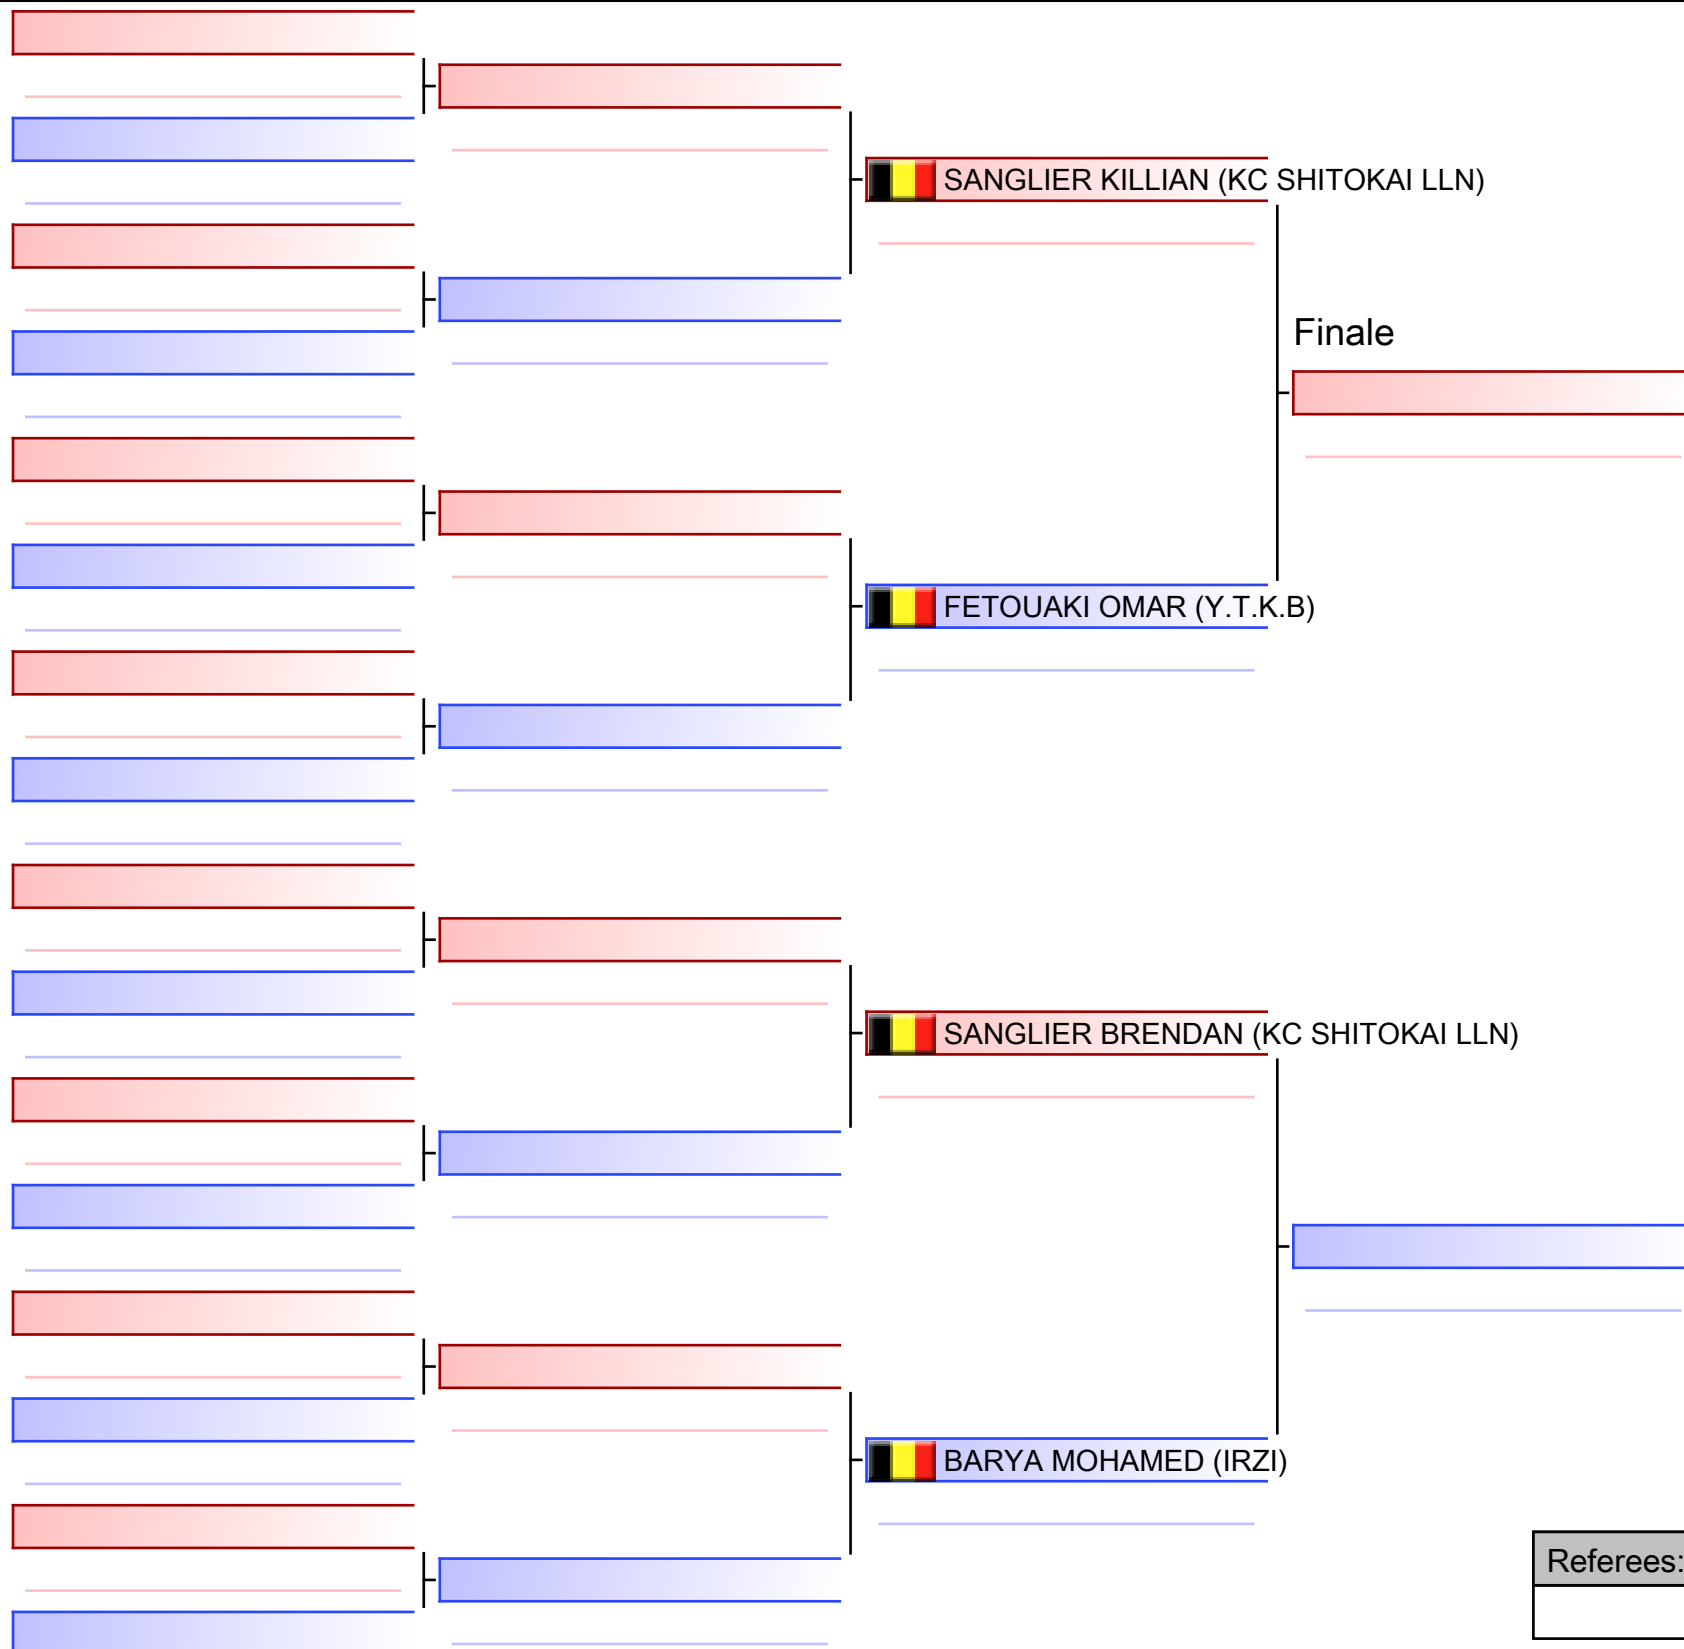 SANGLIER KILLIAN (KC SHITOKAI LLN)
Finale
FETOUAKI OMAR (Y.T.K.B)
SANGLIER BRENDAN (KC SHITOKAI LLN)
BARYA MOHAMED (IRZI)
Referees: